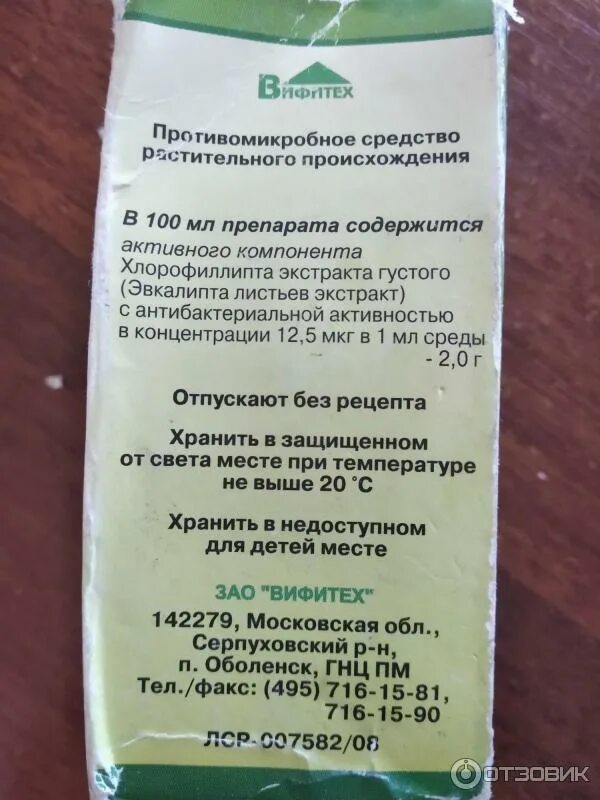 Вифитех
Противомикробное средство
растительного происхождения
В 100 мл препарата содержится
активного компонента
Хлорофиллипта экстракта густого
(Эвкалипта листьев экстракт)
с антибактериальной активностью
в концентрации 12,5 мкг в 1 мл среды
- 2,0 г
Отпускают без рецепта
Хранить в защищенном
от света месте при температуре
не выше 20 °С
Хранить в недоступном
для детей месте
ЗАО "ВИФИТЕХ"
142279, Московская обл.,
Серпуховский р-н,
п. Оболенск, ГНЦ ПМ
Тел./факс: (495) 716-15-81,
716-15-90
ЛСР-007582/08
ОТЗОВИК